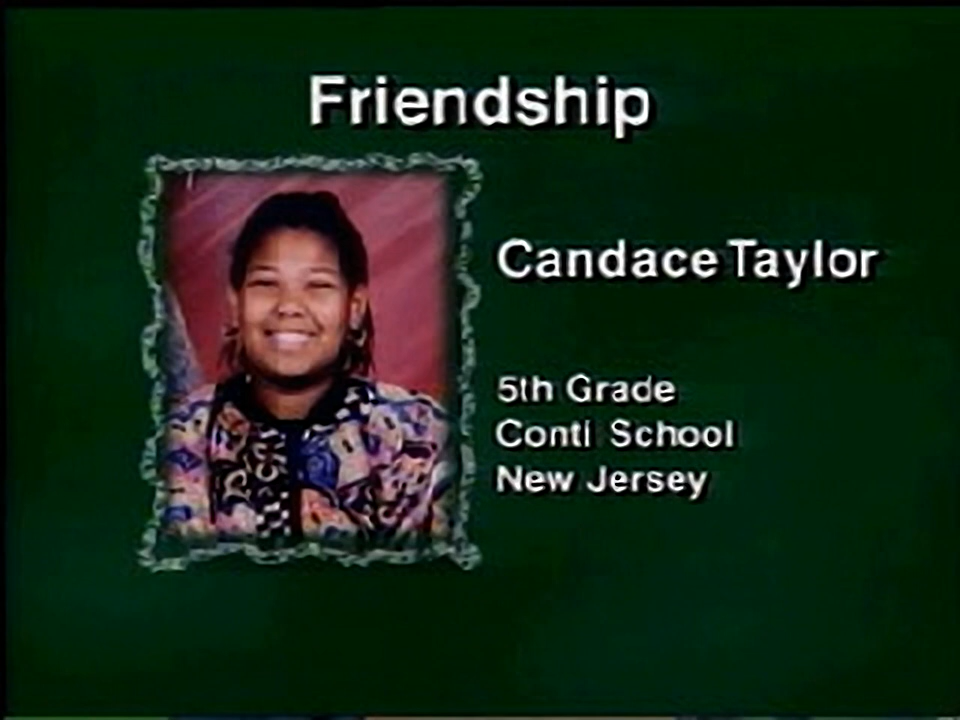 Friendship
Candace Taylor
5th Grade
Conti School
New Jersey